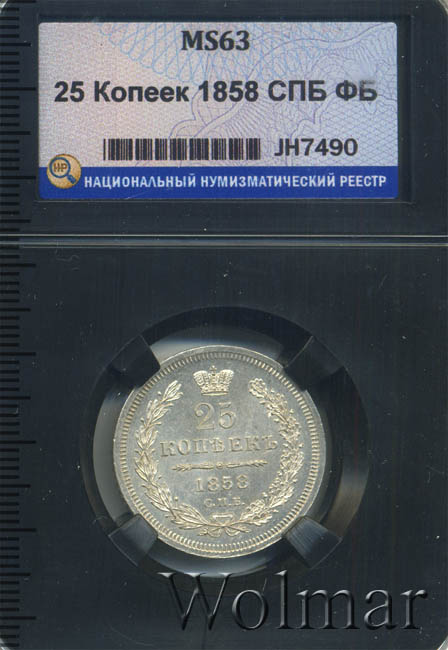 MS63
25 Копеек 1858 СПБ ФБ
JH7490
НР
НАЦИОНАЛЬНЫЙ НУМИЗМАТИЧЕСКИЙ РЕЕСТР
25
КОПѢЕКЪ
1858
С.П.Б.
Wolmar